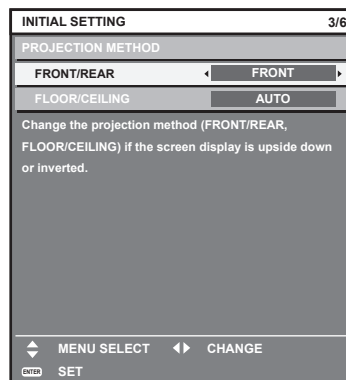 INITIAL SETTING 3/6
PROJECTION METHOD
FRONT/REAR FRONT
FLOOR/CEILING AUTO
Change the projection method (FRONT/REAR,
FLOOR/CEILING) if the screen display is upside down
or inverted.
MENU SELECT CHANGE
ENTER SET